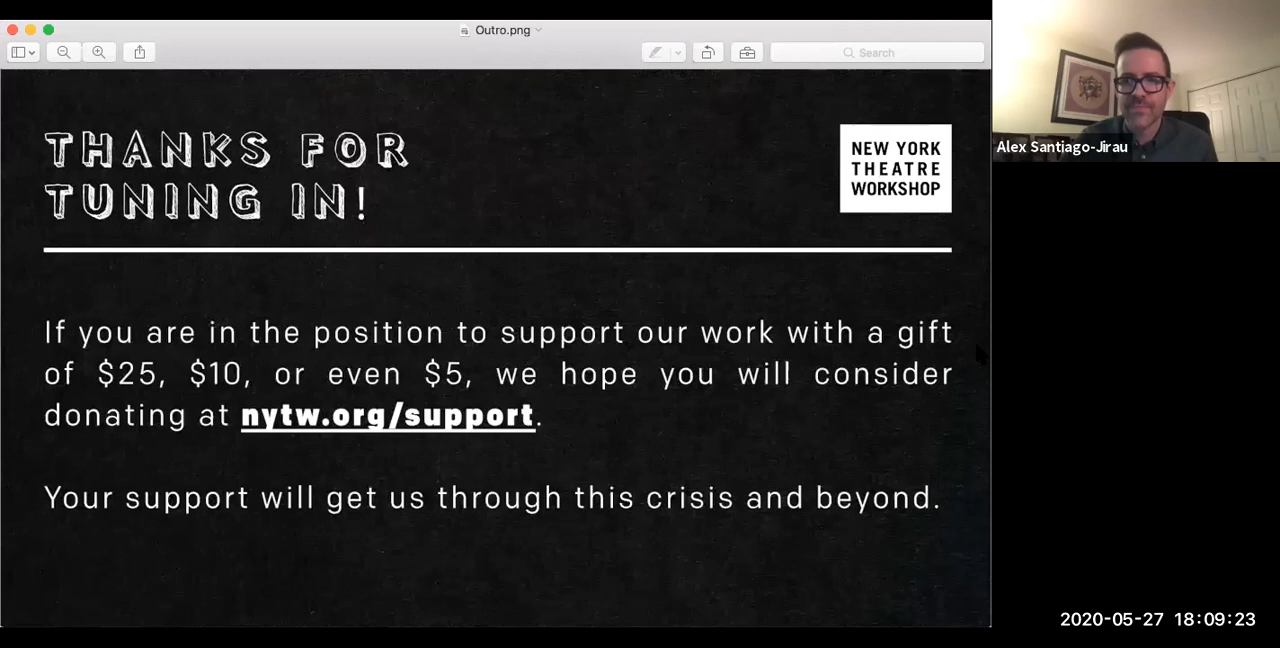 Outro.png
Search
THANKS FOR
TUNING IN!
NEW YORK
THEATRE
WORKSHOP
If you are in the position to support our work with a gift
of $25, $10, or even $5, we hope you will consider
donating at nytw.org/support.
Your support will get us through this crisis and beyond.
Alex Santiago-Jirau
2020-05-27 18:09:23